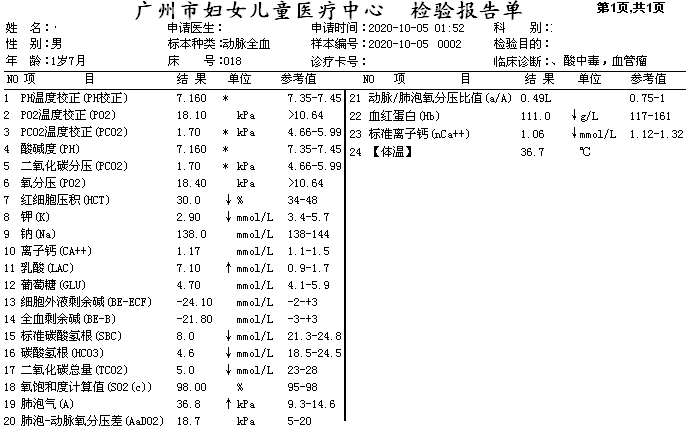 广州市妇女儿童医疗中心 检验报告单 第1页,共1页
姓 名: 申请医生: 申请时间:2020-10-05 01:52 科 别:
性 别:男 标本种类:动脉全血 样本编号:2020-10-05 0002 检验目的:
年 龄:1岁7月 床 号:018 诊疗卡号: 临床诊断:、酸中毒,血管瘤
NO 项 目 结 果 单位 参考值 NO 项 目 结 果 单位 参考值
1 PH温度校正(PH校正) 7.160 * 7.35-7.45
2 PO2温度校正(PO2) 18.10 kPa >10.64
3 PCO2温度校正(PCO2) 1.70 * kPa 4.66-5.99
4 酸碱度(PH) 7.160 * 7.35-7.45
5 二氧化碳分压(PCO2) 1.70 * kPa 4.66-5.99
6 氧分压(PO2) 18.40 kPa >10.64
7 红细胞压积(HCT) 30.0 ↓% 34-48
8 钾(K) 2.90 ↓mmol/L 3.4-5.7
9 钠(Na) 138.0 mmol/L 138-144
10 离子钙(CA++) 1.17 mmol/L 1.1-1.5
11 乳酸(LAC) 7.10 ↑mmol/L 0.9-1.7
12 葡萄糖(GLU) 4.70 mmol/L 4.1-5.9
13 细胞外液剩余碱(BE-ECF) -24.10 mmol/L -2-+3
14 全血剩余碱(BE-B) -21.80 mmol/L -3-+3
15 标准碳酸氢根(SBC) 8.0 ↓mmol/L 21.3-24.8
16 碳酸氢根(HCO3) 4.6 ↓mmol/L 18.5-24.5
17 二氧化碳总量(TCO2) 5.0 ↓mmol/L 23-28
18 氧饱和度计算值(SO2(c)) 98.00 % 95-98
19 肺泡气(A) 36.8 ↑kPa 9.3-14.6
20 肺泡-动脉氧分压差(AaDO2) 18.7 kPa 5-20
21 动脉/肺泡氧分压比值(a/A) 0.49L 0.75-1
22 血红蛋白(Hb) 111.0 ↓g/L 117-161
23 标准离子钙(nCa++) 1.06 ↓mmol/L 1.12-1.32
24 【体温】 36.7 ℃